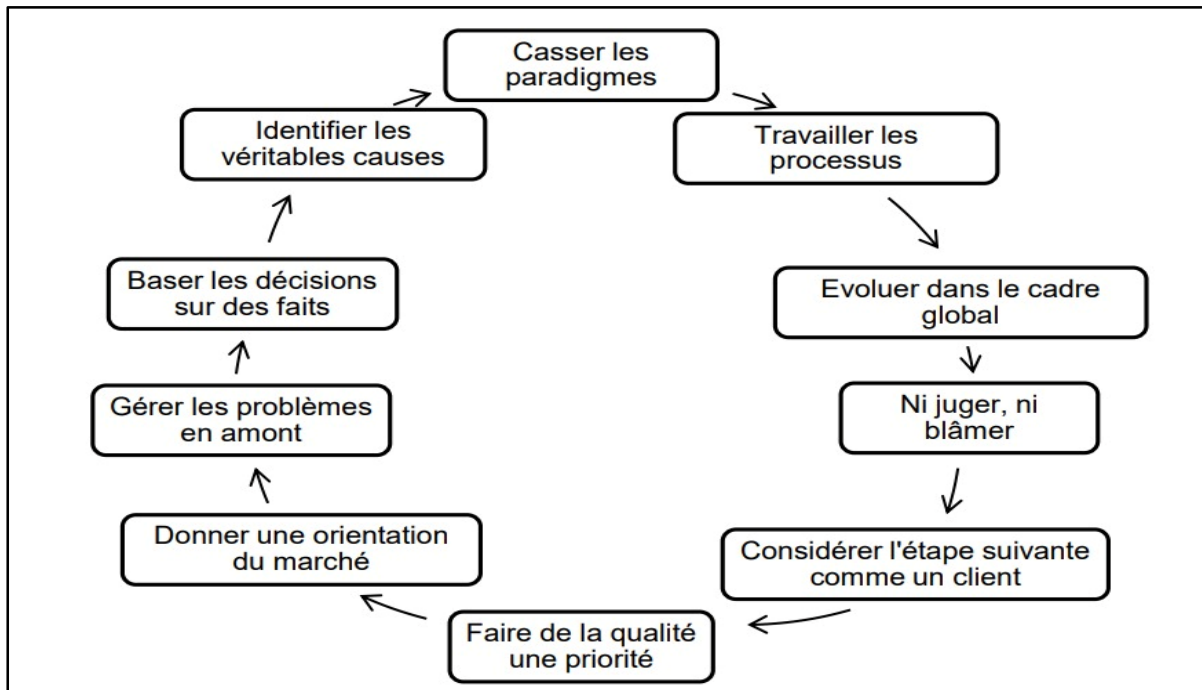 Casser les
paradigmes
Travailler les
processus
Evoluer dans le cadre
global
Ni juger, ni
blâmer
Considérer l'étape suivante
comme un client
Faire de la qualité
une priorité
Donner une orientation
du marché
Gérer les problèmes
en amont
Baser les décisions
sur des faits
Identifier les
véritables causes